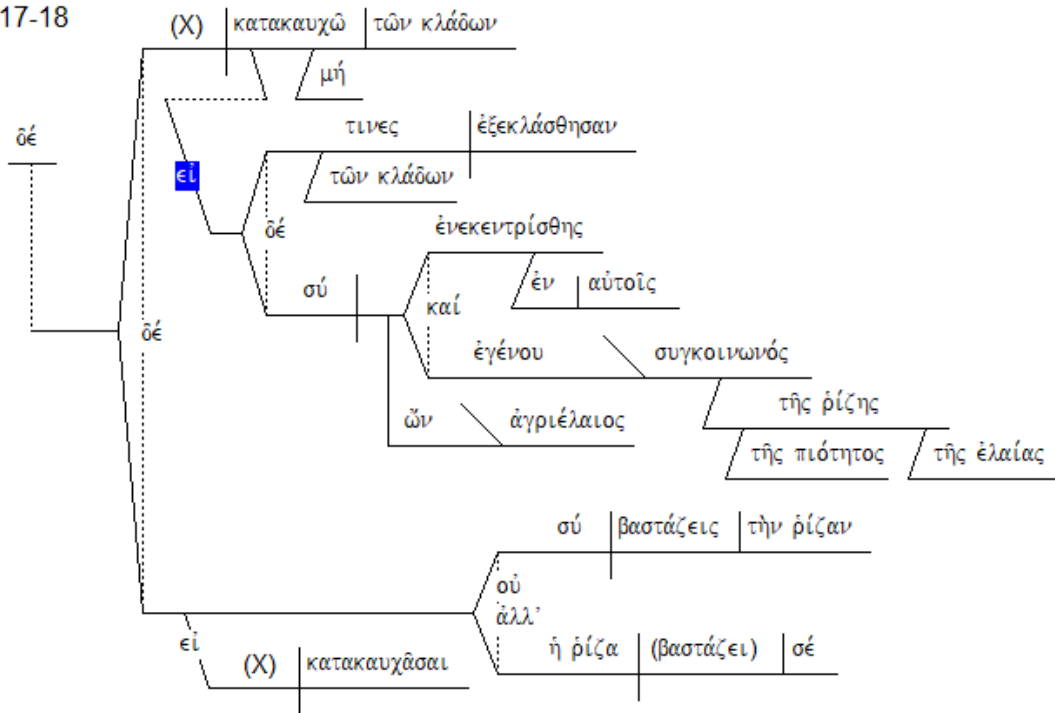 17-18
(X) κατακαυχῶ τῶν κλάδων
μή
δέ
τινες ἐξεκλάσθησαν
εἰ
τῶν κλάδων
δέ
ἐνεκεντρίσθης
σύ
ἐν αὐτοῖς
καί
δέ
ἐγένου συγκοινωνός
τῆς ῥίζης
ὤν ἀγριέλαιος
τῆς πιότητος τῆς ἐλαίας
σύ βαστάζεις τὴν ῥίζαν
οὐ
ἀλλ’
εἰ
ἡ ῥίζα (βαστάζει) σέ
(X) κατακαυχᾶσαι